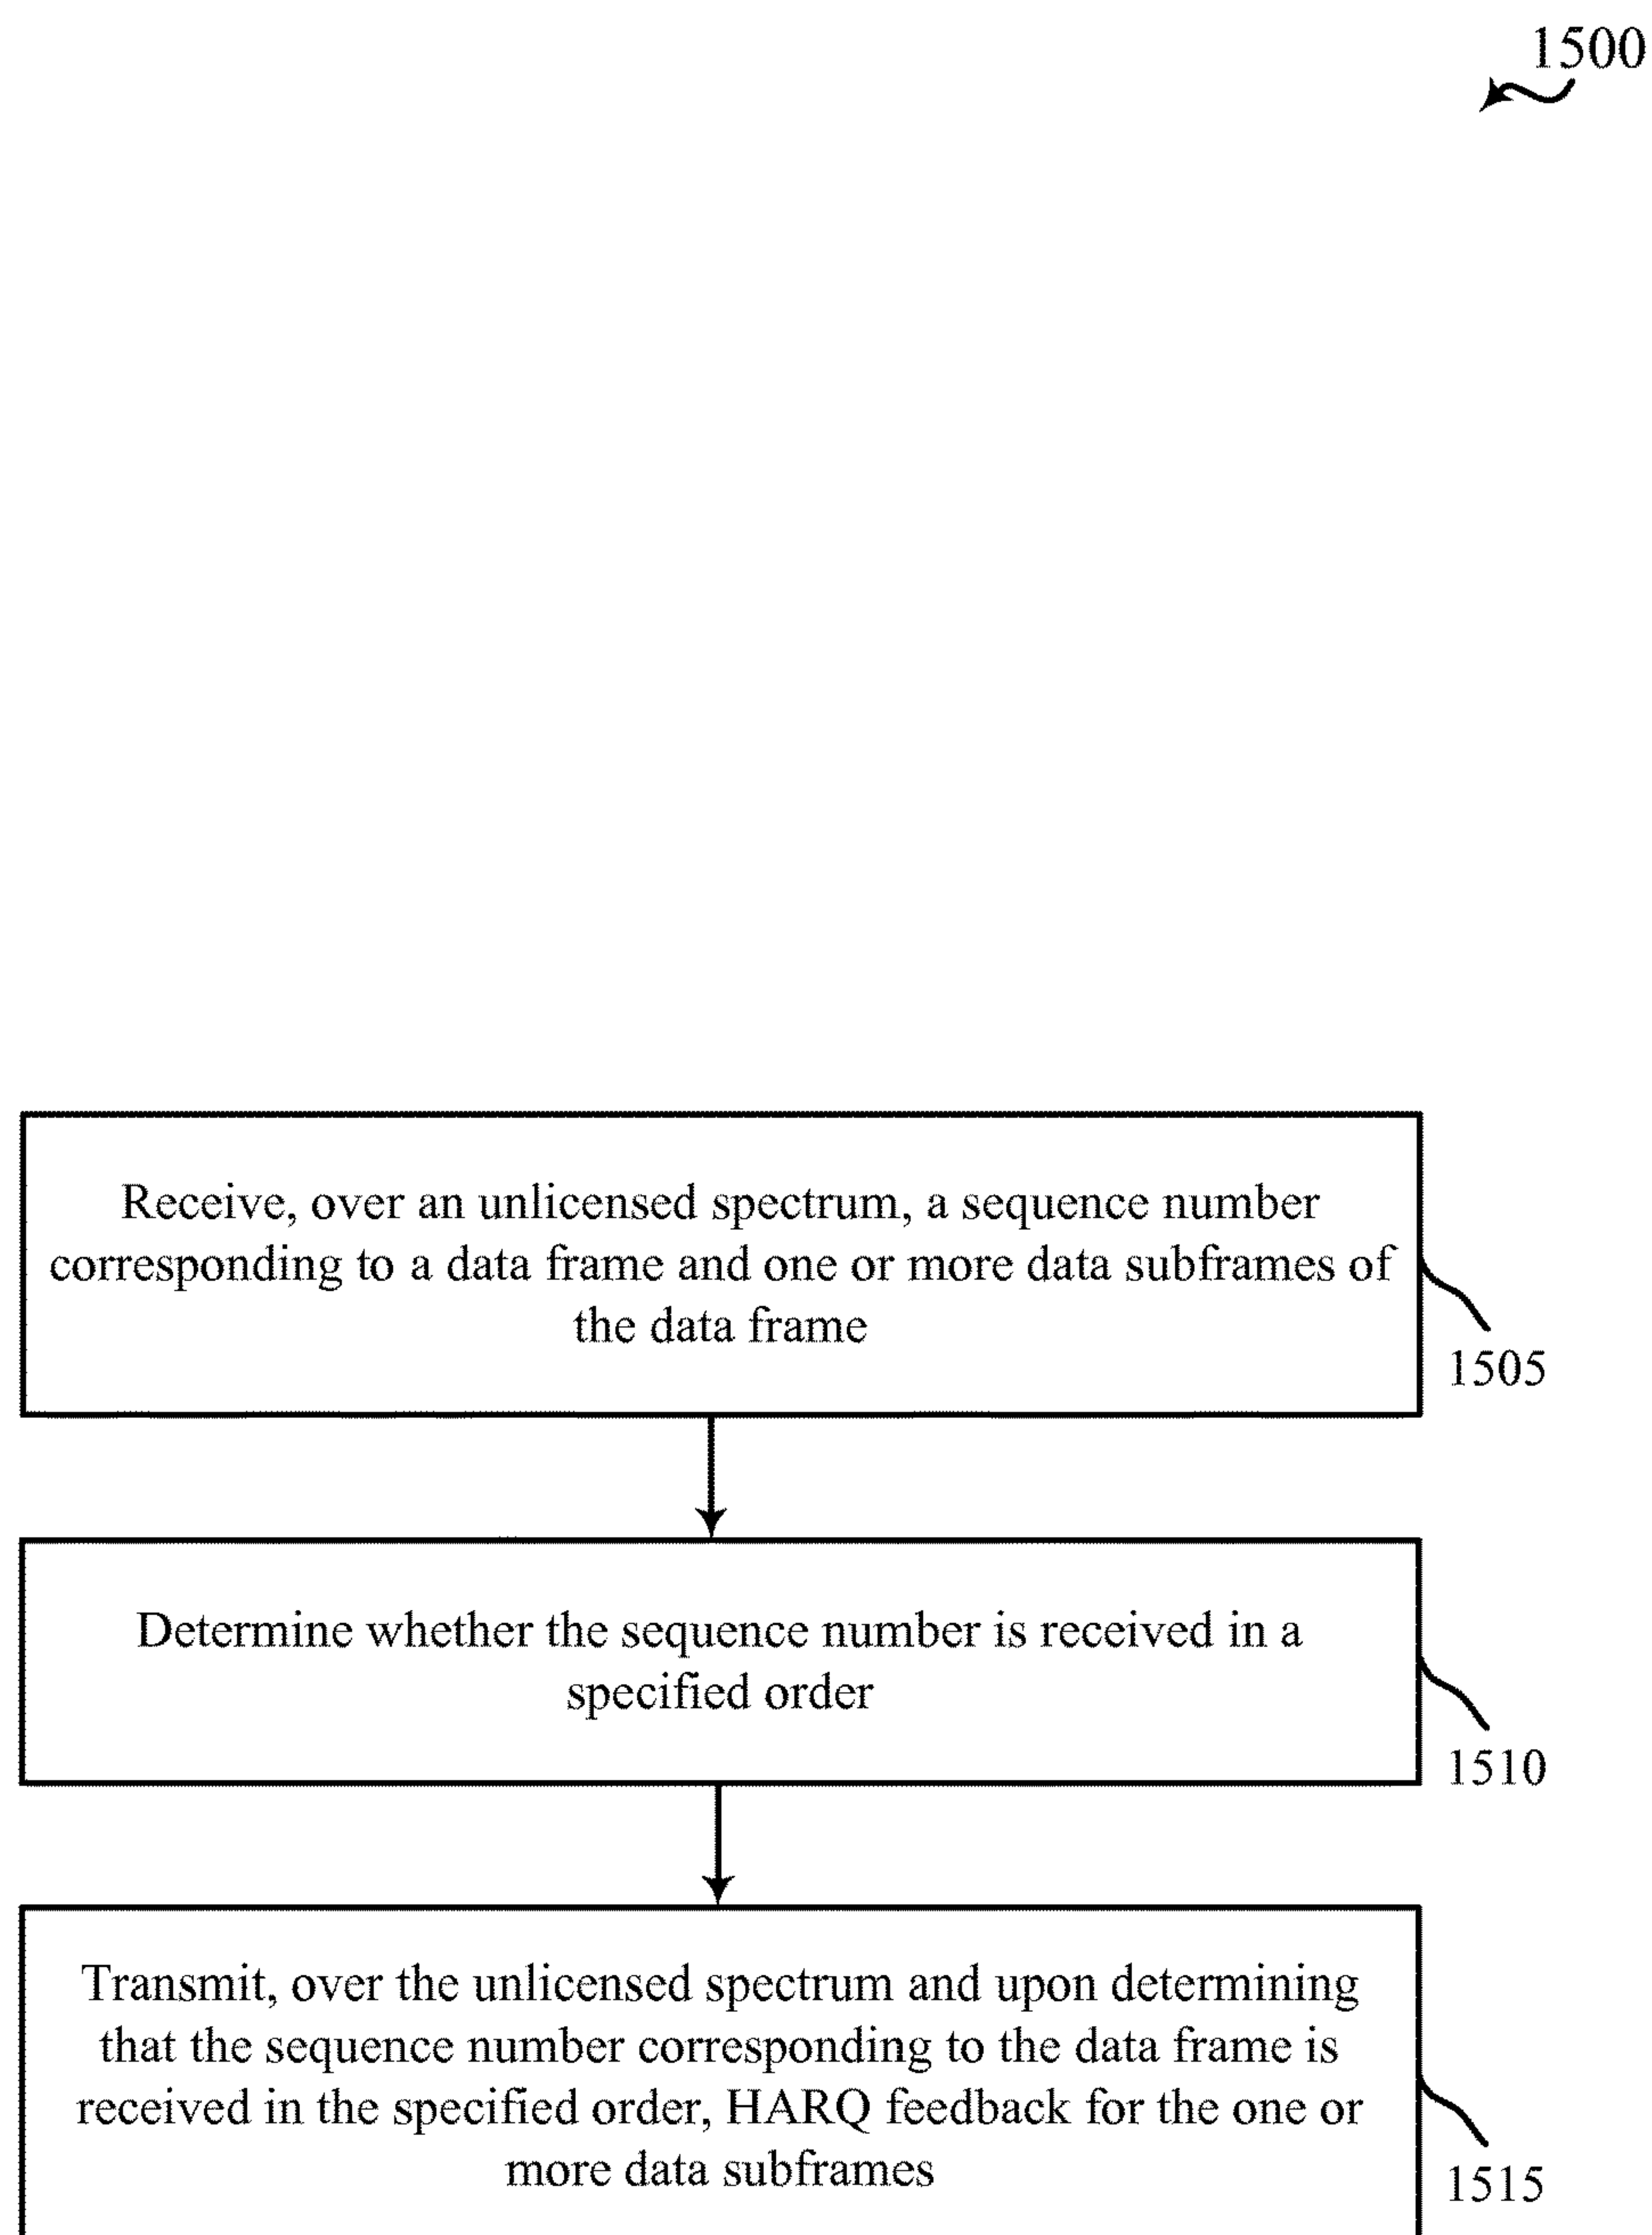 1500
Receive, over an unlicensed spectrum, a sequence number
corresponding to a data frame and one or more data subframes of
the data frame
1505
Determine whether the sequence number is received in a
specified order
1510
Transmit, over the unlicensed spectrum and upon determining
that the sequence number corresponding to the data frame is
received in the specified order, HARQ feedback for the one or
more data subframes
1515